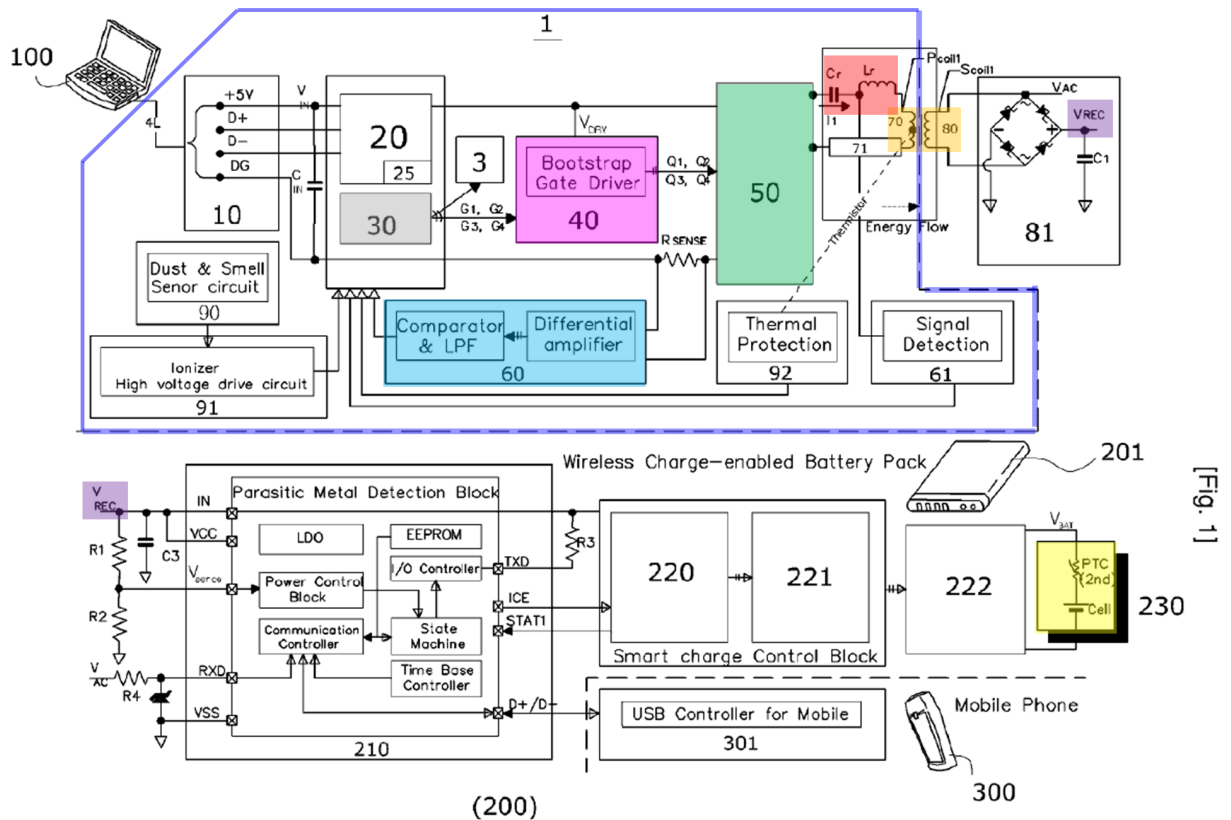 1
100
4
+5V
D+
D-
DG
10
V
IN
C
IN
20
25
30
3
G1, G2
G3, G4
VDRV
Bootstrap
Gate Driver
40
Q1, Q2
Q3, Q4
50
RSENSE
Cr
Lr
I1
Pcoil1
Scoil1
70
80
71
Thermistor
Energy Flow
VAC
VREC
C1
81
Dust & Smell
Senor circuit
90
Ionizer
High voltage drive circuit
91
Comparator
& LPF
Differential
amplifier
60
Thermal
Protection
92
Signal
Detection
61
Wireless Charge-enabled Battery Pack
201
[Fig. 1]
V
REC
IN
VCC
R1
C3
Vsence
R2
V
AC
R4
RXD
VSS
Parasitic Metal Detection Block
LDO
EEPROM
I/O Controller
Power Control
Block
Communication
Controller
State
Machine
Time Base
Controller
TXD
ICE
STAT1
D+/D-
210
R3
220
221
Smart charge Control Block
222
VBAT
PTC
(2nd)
Cell
230
USB Controller for Mobile
301
Mobile Phone
300
(200)